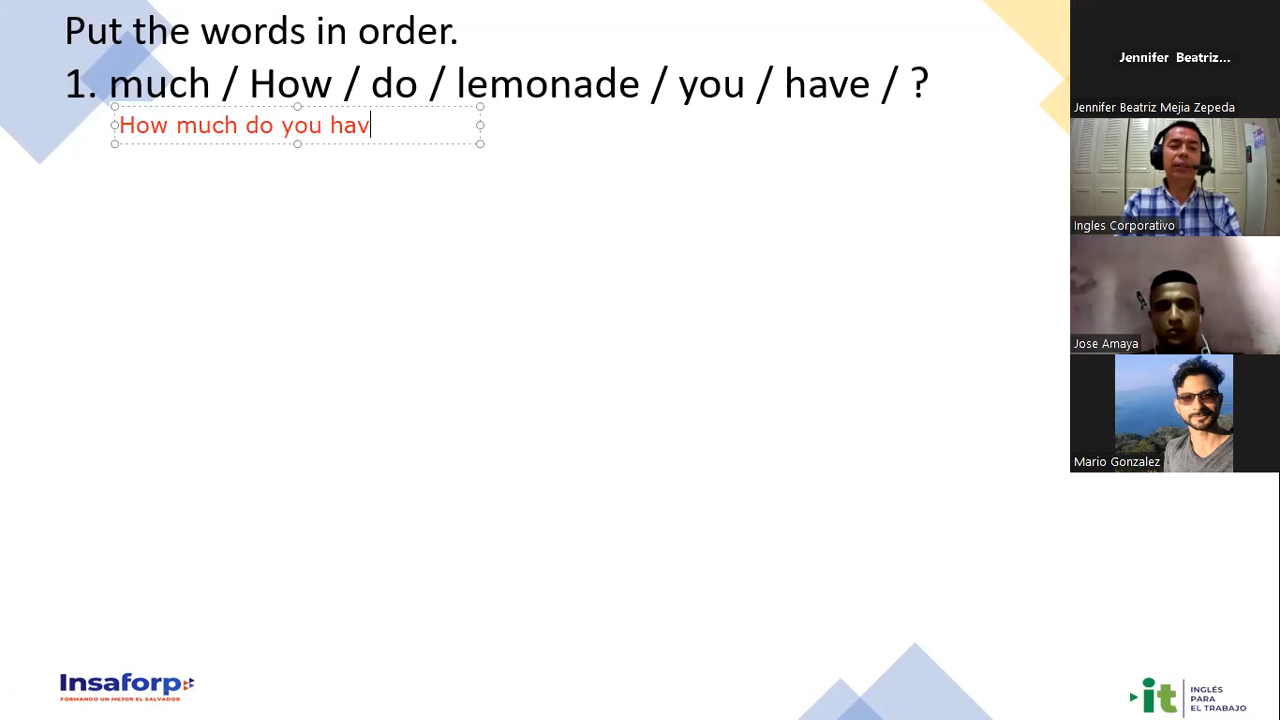 Put the words in order.
1. much / How / do / lemonade / you / have / ?
How much do you hav
Jennifer Beatriz...
Jennifer Beatriz Mejia Zepeda
Ingles Corporativo
Jose Amaya
Mario Gonzalez
Insaforp
FORMANDO UN MEJOR EL SALVADOR
it
INGLÉS
PARA
EL TRABAJO